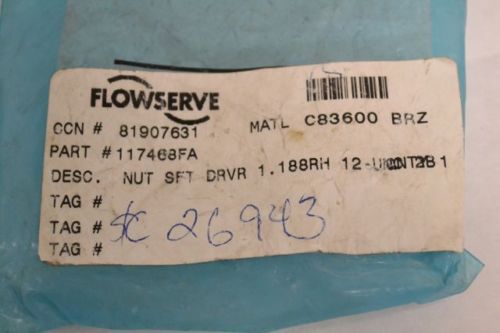 FLOWSERVE
CCN # 81907631 MATL C83600 BRZ
PART #117468FA
DESC. NUT SFT DRVR 1.188RH 12-
TAG #
TAG # SC 26943
TAG #